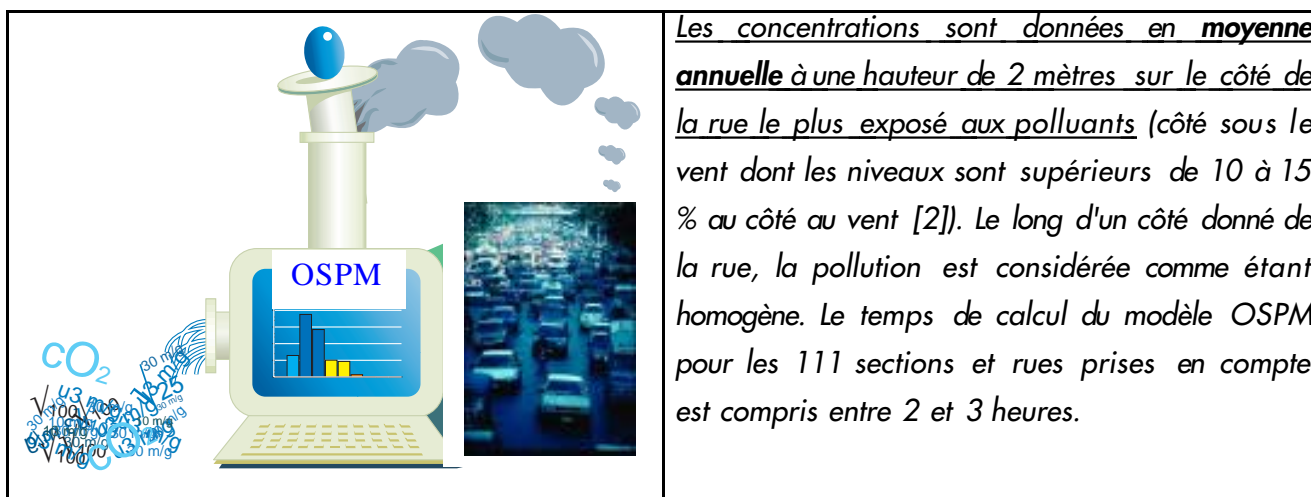 OSPM
CO2
Les concentrations sont données en moyenne
annuelle à une hauteur de 2 mètres sur le côté de
la rue le plus exposé aux polluants (côté sous le
vent dont les niveaux sont supérieurs de 10 à 15
% au côté au vent [2]). Le long d'un côté donné de
la rue, la pollution est considérée comme étant
homogène. Le temps de calcul du modèle OSPM
pour les 111 sections et rues prises en compte
est compris entre 2 et 3 heures.